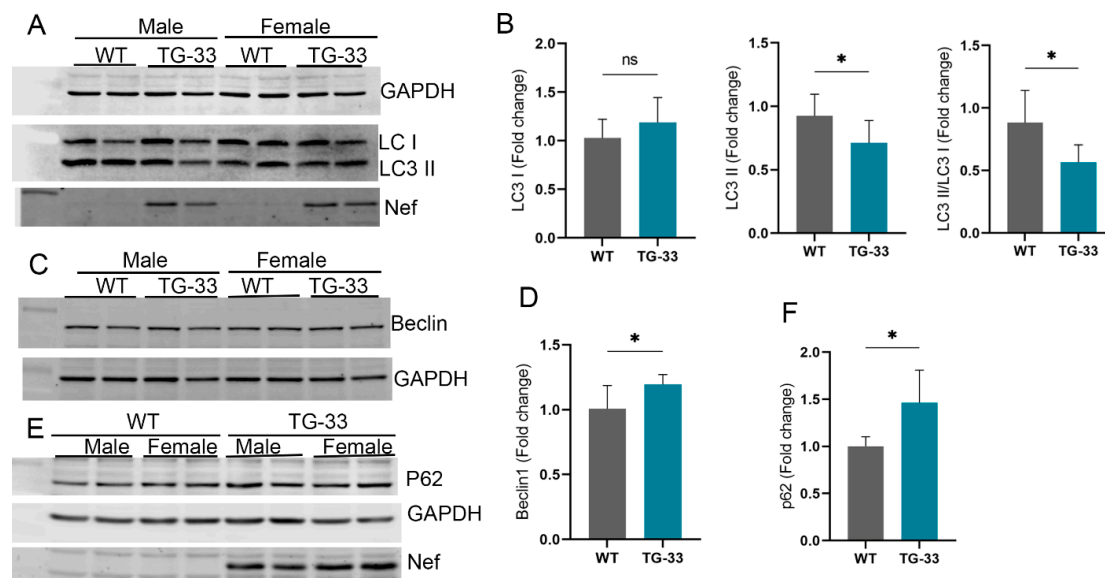 A
Male Female
WT TG-33 WT TG-33
GAPDH
LC I
LC3 II
Nef
B
LC3 I (Fold change)
2.0
1.5
1.0
0.5
0.0
ns
WT TG-33
LC3 II (Fold change)
1.5
1.0
0.5
0.0
*
WT TG-33
LC3 II/LC3 I (Fold change)
1.5
1.0
0.5
0.0
*
WT TG-33
C
Male Female
WT TG-33 WT TG-33
Beclin
GAPDH
D
Beclin1 (Fold change)
1.5
1.0
0.5
0.0
*
WT TG-33
E
WT TG-33
Male Female Male Female
P62
GAPDH
Nef
F
p62 (Fold change)
2.0
1.5
1.0
0.5
0.0
*
WT TG-33